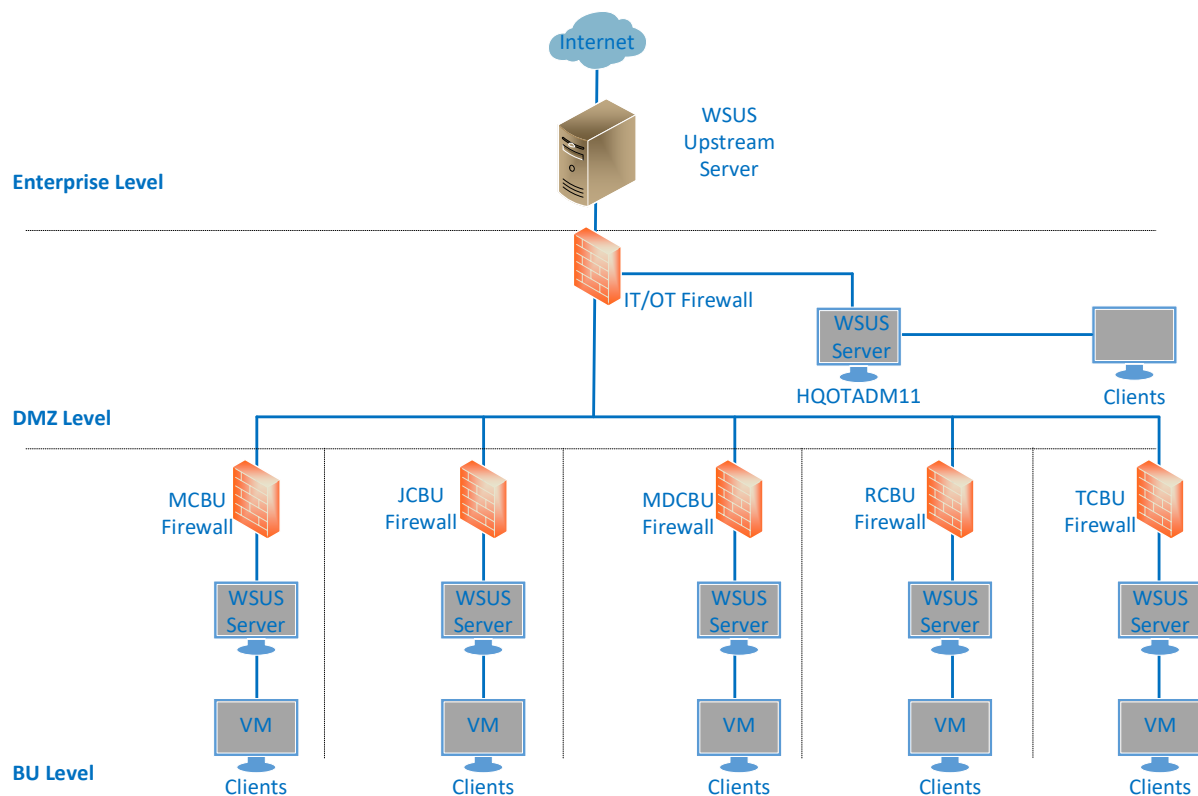 Internet
WSUS
Upstream
Server
Enterprise Level
IT/OT Firewall
WSUS
Server
HQOTADM11
Clients
DMZ Level
MCBU
Firewall
JCBU
Firewall
MDCBU
Firewall
RCBU
Firewall
TCBU
Firewall
WSUS
Server
WSUS
Server
WSUS
Server
WSUS
Server
WSUS
Server
VM
VM
VM
VM
VM
BU Level
Clients
Clients
Clients
Clients
Clients